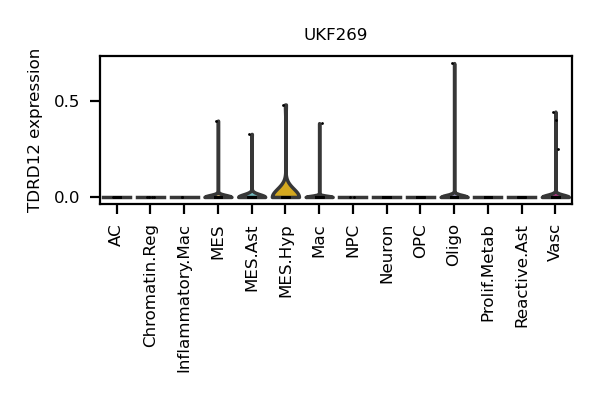 UKF269
TDRD12 expression
0.5
0.0
AC
Chromatin.Reg
Inflammatory.Mac
MES
MES.Ast
MES.Hyp
Mac
NPC
Neuron
OPC
Oligo
Prolif.Metab
Reactive.Ast
Vasc